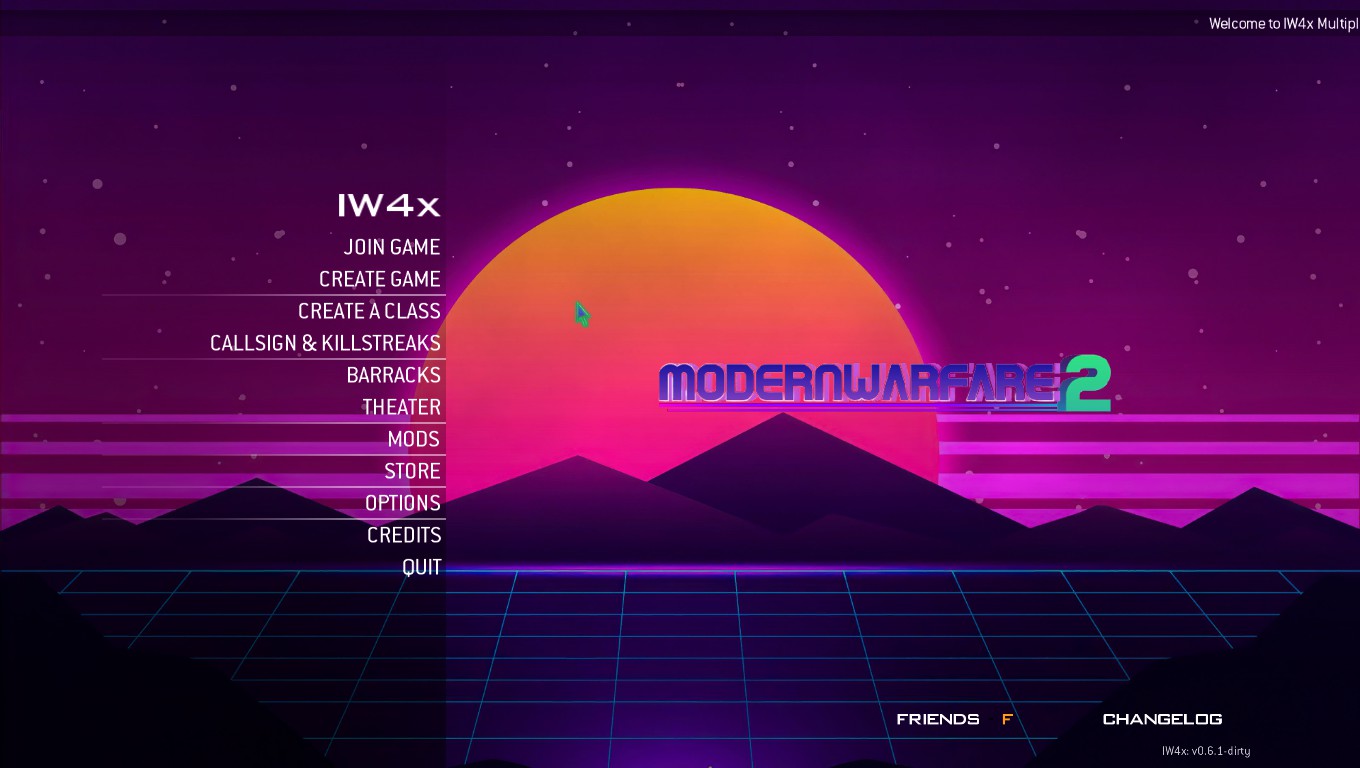 Welcome to IW4x Multipl
IW4x
JOIN GAME
CREATE GAME
CREATE A CLASS
CALLSIGN & KILLSTREAKS
BARRACKS
THEATER
MODERNWARFARE 2
MODS
STORE
OPTIONS
CREDITS
QUIT
FRIENDS F
CHANGELOG
IW4x: v0.6.1-dirty